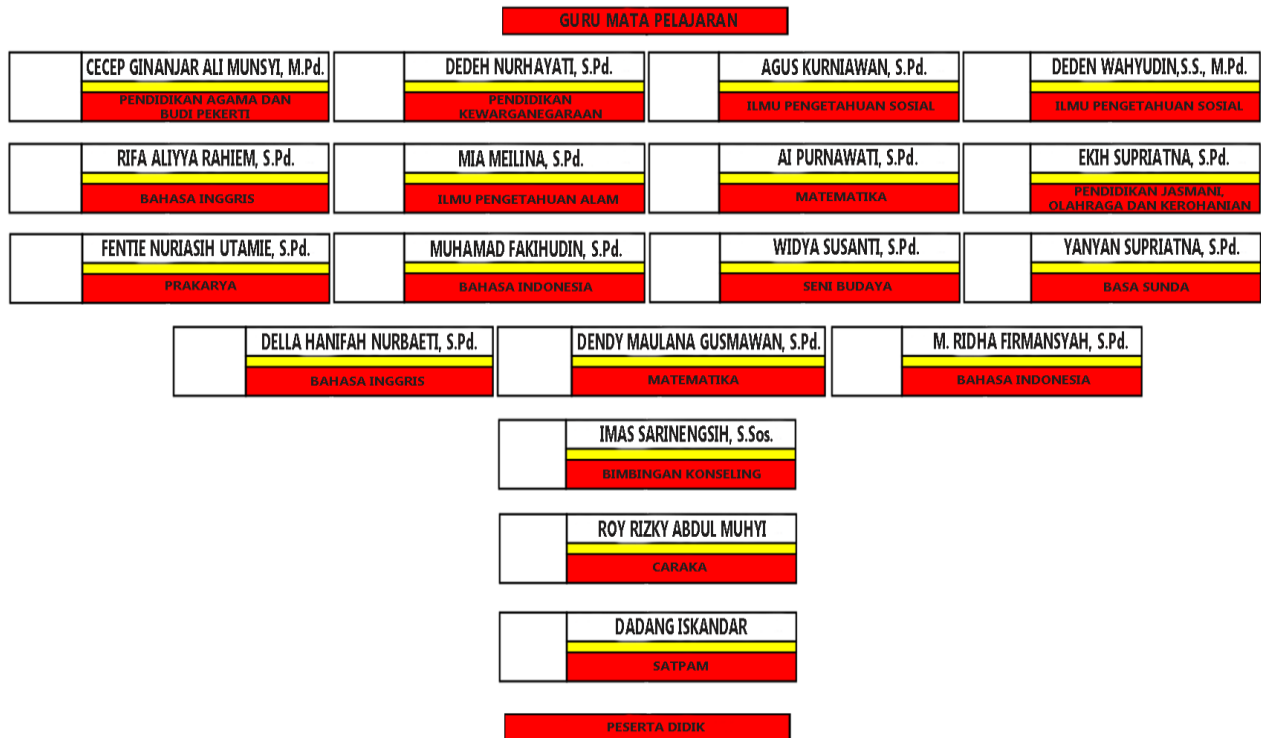 GURU MATA PELAJARAN
CECEP GINANJAR ALI MUNSYI, M.Pd.
PENDIDIKAN AGAMA DAN
BUDI PEKERTI
DEDEH NURHAYATI, S.Pd.
PENDIDIKAN
KEWARGANEGARAAN
AGUS KURNIAWAN, S.Pd.
ILMU PENGETAHUAN SOSIAL
DEDEN WAHYUDIN,S.S., M.Pd.
ILMU PENGETAHUAN SOSIAL
RIFA ALIYYA RAHIEM, S.Pd.
BAHASA INGGRIS
MIA MEILINA, S.Pd.
ILMU PENGETAHUAN ALAM
AI PURNAWATI, S.Pd.
MATEMATIKA
EKIH SUPRIATNA, S.Pd.
PENDIDIKAN JASMANI,
OLAHRAGA DAN KEROHANIAN
FENTIE NURIASIH UTAMIE, S.Pd.
PRAKARYA
MUHAMAD FAKIHUDIN, S.Pd.
BAHASA INDONESIA
WIDYA SUSANTI, S.Pd.
SENI BUDAYA
YANYAN SUPRIATNA, S.Pd.
BASA SUNDA
DELLA HANIFAH NURBAETI, S.Pd.
BAHASA INGGRIS
DENDY MAULANA GUSMAWAN, S.Pd.
MATEMATIKA
M. RIDHA FIRMANSYAH, S.Pd.
BAHASA INDONESIA
IMAS SARINENGSIH, S.Sos.
BIMBINGAN KONSELING
ROY RIZKY ABDUL MUHYI
CARAKA
DADANG ISKANDAR
SATPAM
PESERTA DIDIK